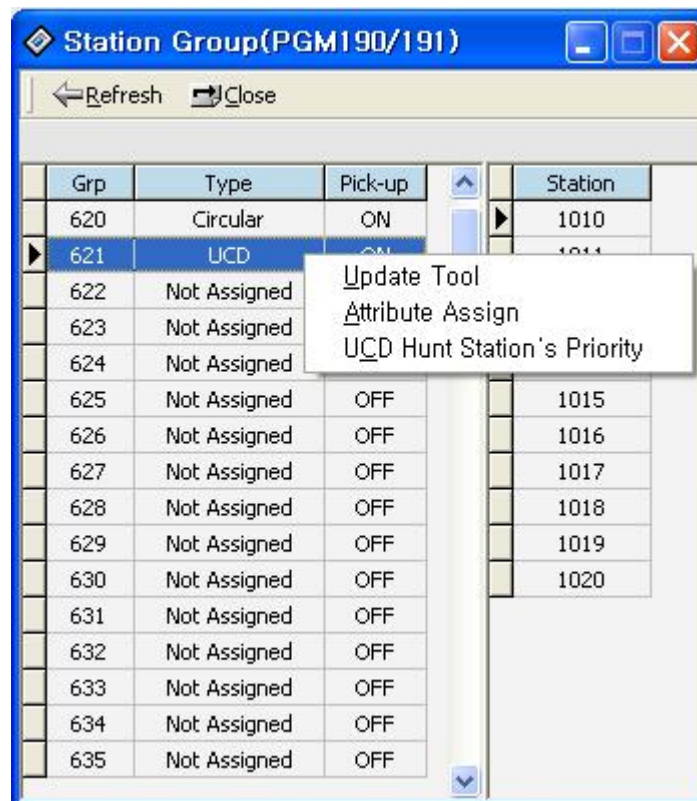 Station Group(PGM190/191)
Refresh Close
Grp Type Pick-up Station
620 Circular ON 1010
621 UCD ON 1011
Update Tool
Attribute Assign
UCD Hunt Station's Priority
622 Not Assigned
623 Not Assigned
624 Not Assigned
625 Not Assigned OFF 1015
626 Not Assigned OFF 1016
627 Not Assigned OFF 1017
628 Not Assigned OFF 1018
629 Not Assigned OFF 1019
630 Not Assigned OFF 1020
631 Not Assigned OFF
632 Not Assigned OFF
633 Not Assigned OFF
634 Not Assigned OFF
635 Not Assigned OFF